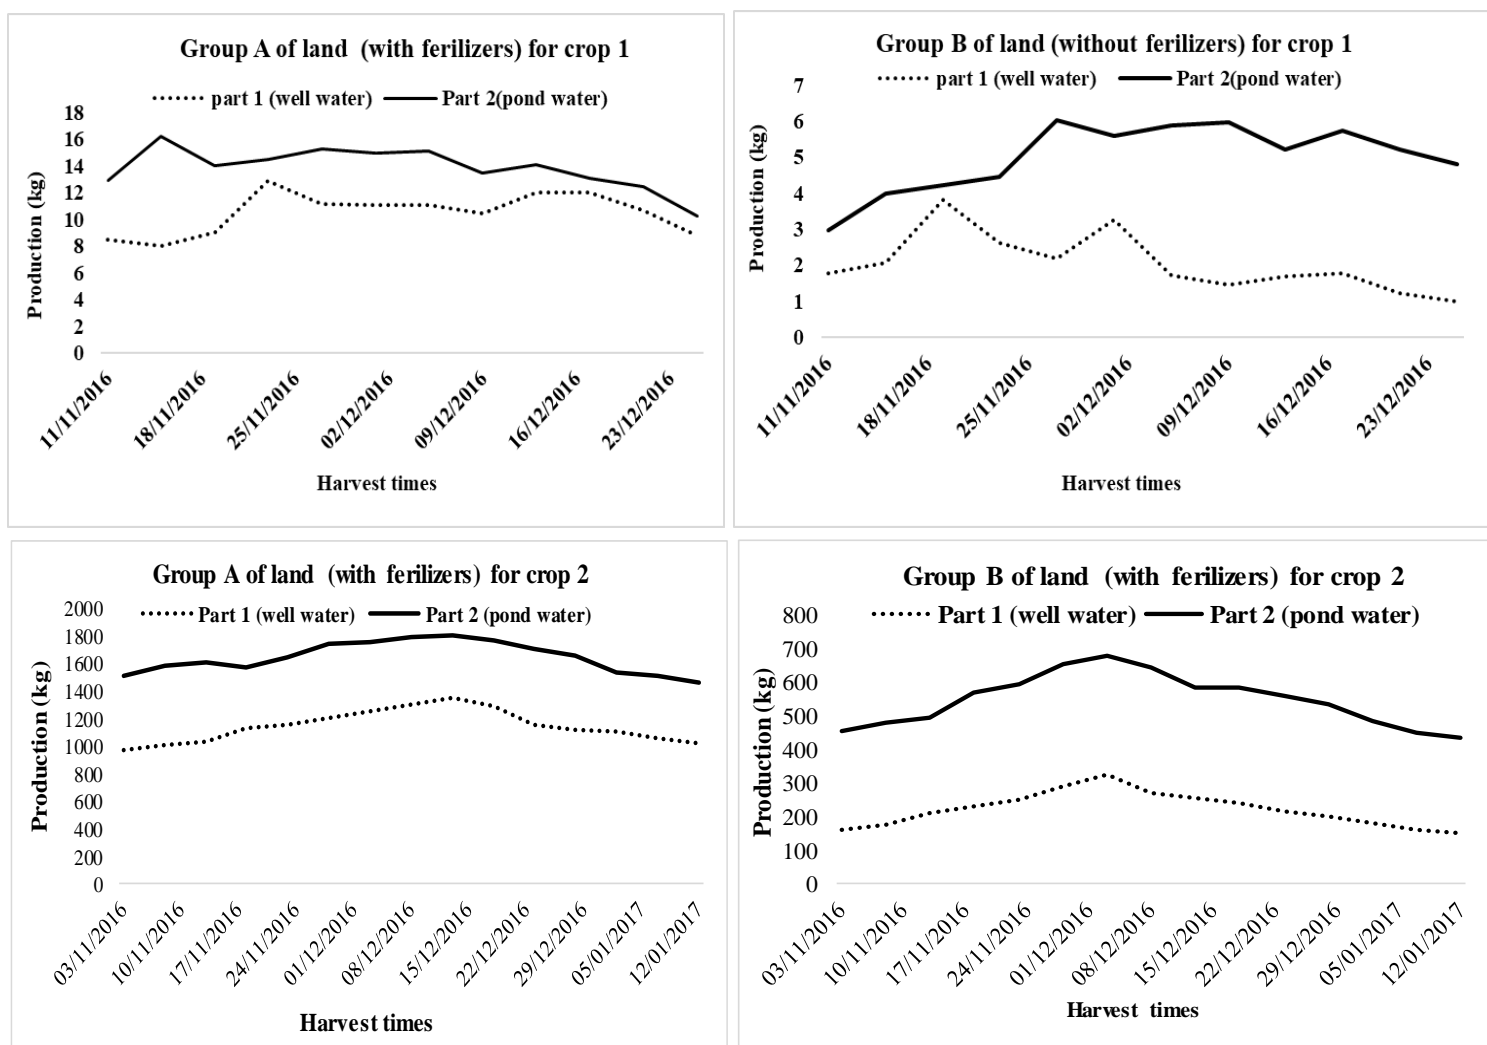 Group A of land (with ferilizers) for crop 1
part 1 (well water) Part 2(pond water)
18
16
14
12
10
8
6
4
2
0
Production (kg)
11/11/2016 18/11/2016 25/11/2016 02/12/2016 09/12/2016 16/12/2016 23/12/2016
Harvest times
Group B of land (without ferilizers) for crop 1
part 1 (well water) Part 2(pond water)
7
6
5
4
3
2
1
0
Production (kg)
11/11/2016 18/11/2016 25/11/2016 02/12/2016 09/12/2016 16/12/2016 23/12/2016
Harvest times
Group A of land (with ferilizers) for crop 2
Part 1 (well water) Part 2 (pond water)
2000
1800
1600
1400
1200
1000
800
600
400
200
0
Production (kg)
03/11/2016 10/11/2016 17/11/2016 24/11/2016 01/12/2016 08/12/2016 15/12/2016 22/12/2016 29/12/2016 05/01/2017 12/01/2017
Harvest times
Group B of land (with ferilizers) for crop 2
Part 1 (well water) Part 2 (pond water)
800
700
600
500
400
300
200
100
0
Production (kg)
03/11/2016 10/11/2016 17/11/2016 24/11/2016 01/12/2016 08/12/2016 15/12/2016 22/12/2016 29/12/2016 05/01/2017 12/01/2017
Harvest times